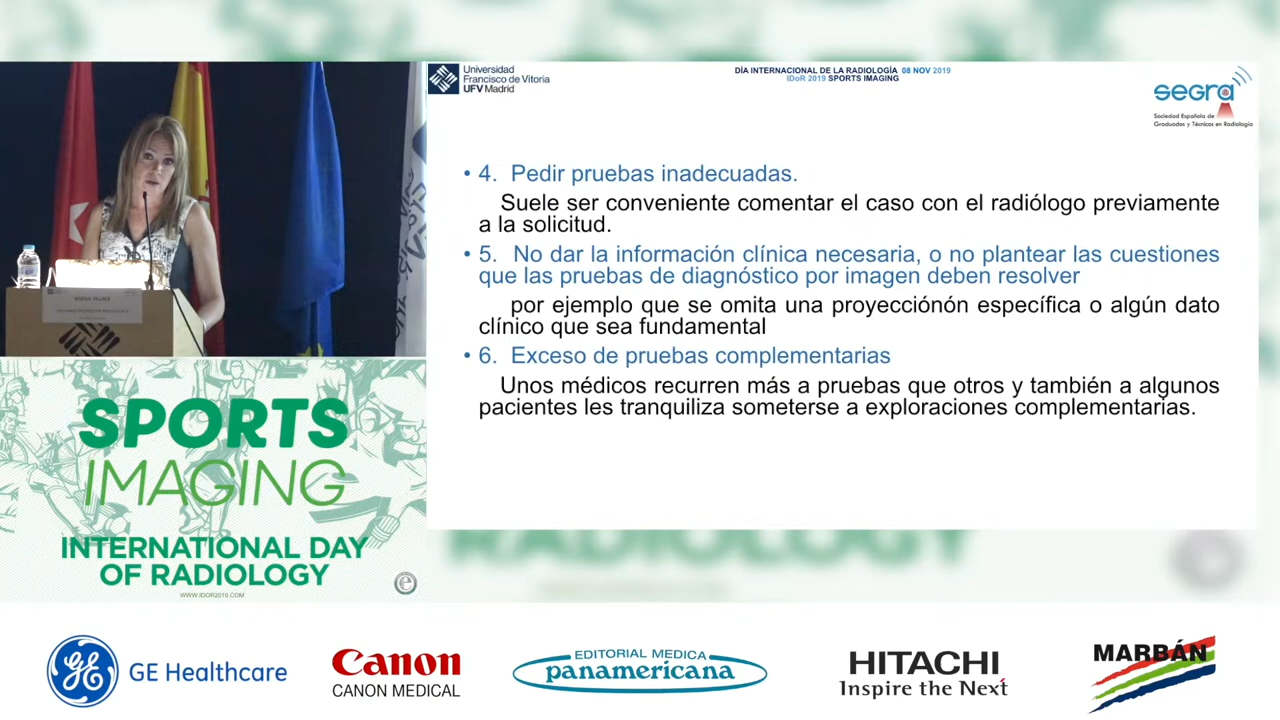 Universidad
Francisco de Vitoria
UFV Madrid
DÍA INTERNACIONAL DE LA RADIOLOGÍA 08 NOV 2019
IDoR 2019 SPORTS IMAGING
segra
Sociedad Española de
Graduados y Técnicos en Radiología
• 4. Pedir pruebas inadecuadas.
Suele ser conveniente comentar el caso con el radiólogo previamente
a la solicitud.
• 5. No dar la información clínica necesaria, o no plantear las cuestiones
que las pruebas de diagnóstico por imagen deben resolver
por ejemplo que se omita una proyecciónón específica o algún dato
clínico que sea fundamental
• 6. Exceso de pruebas complementarias
Unos médicos recurren más a pruebas que otros y también a algunos
pacientes les tranquiliza someterse a exploraciones complementarias.
SPORTS
IMAGING
INTERNATIONAL DAY
OF RADIOLOGY
WWW.IDOR2019.COM
RADIOLOGY
GE Healthcare
Canon
CANON MEDICAL
EDITORIAL MEDICA
panamericana
HITACHI
Inspire the Next
MARBÁN